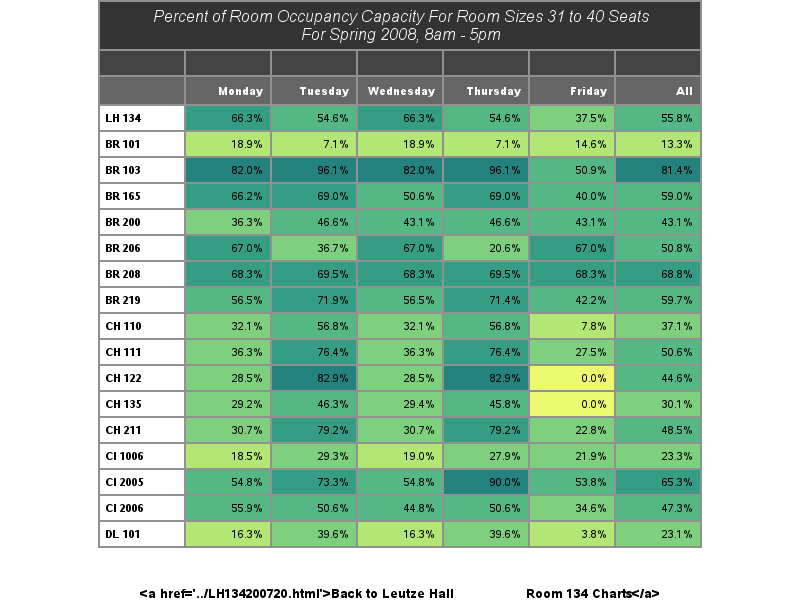 Percent of Room Occupancy Capacity For Room Sizes 31 to 40 Seats
For Spring 2008, 8am - 5pm
Monday Tuesday Wednesday Thursday Friday All
LH 134 66.3% 54.6% 66.3% 54.6% 37.5% 55.8%
BR 101 18.9% 7.1% 18.9% 7.1% 14.6% 13.3%
BR 103 82.0% 96.1% 82.0% 96.1% 50.9% 81.4%
BR 165 66.2% 69.0% 50.6% 69.0% 40.0% 59.0%
BR 200 36.3% 46.6% 43.1% 46.6% 43.1% 43.1%
BR 206 67.0% 36.7% 67.0% 20.6% 67.0% 50.8%
BR 208 68.3% 69.5% 68.3% 69.5% 68.3% 68.8%
BR 219 56.5% 71.9% 56.5% 71.4% 42.2% 59.7%
CH 110 32.1% 56.8% 32.1% 56.8% 7.8% 37.1%
CH 111 36.3% 76.4% 36.3% 76.4% 27.5% 50.6%
CH 122 28.5% 82.9% 28.5% 82.9% 0.0% 44.6%
CH 135 29.2% 46.3% 29.4% 45.8% 0.0% 30.1%
CH 211 30.7% 79.2% 30.7% 79.2% 22.8% 48.5%
CI 1006 18.5% 29.3% 19.0% 27.9% 21.9% 23.3%
CI 2005 54.8% 73.3% 54.8% 90.0% 53.8% 65.3%
CI 2006 55.9% 50.6% 44.8% 50.6% 34.6% 47.3%
DL 101 16.3% 39.6% 16.3% 39.6% 3.8% 23.1%
<a href='../LH134200720.html'>Back to Leutze Hall Room 134 Charts</a>